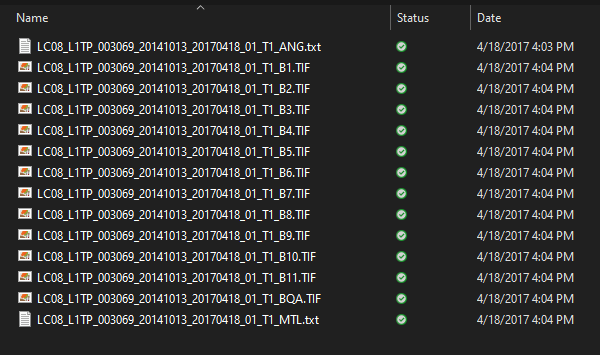 Name Status Date
LC08_L1TP_003069_20141013_20170418_01_T1_ANG.txt 4/18/2017 4:03 PM
LC08_L1TP_003069_20141013_20170418_01_T1_B1.TIF 4/18/2017 4:04 PM
LC08_L1TP_003069_20141013_20170418_01_T1_B2.TIF 4/18/2017 4:04 PM
LC08_L1TP_003069_20141013_20170418_01_T1_B3.TIF 4/18/2017 4:04 PM
LC08_L1TP_003069_20141013_20170418_01_T1_B4.TIF 4/18/2017 4:04 PM
LC08_L1TP_003069_20141013_20170418_01_T1_B5.TIF 4/18/2017 4:04 PM
LC08_L1TP_003069_20141013_20170418_01_T1_B6.TIF 4/18/2017 4:04 PM
LC08_L1TP_003069_20141013_20170418_01_T1_B7.TIF 4/18/2017 4:04 PM
LC08_L1TP_003069_20141013_20170418_01_T1_B8.TIF 4/18/2017 4:04 PM
LC08_L1TP_003069_20141013_20170418_01_T1_B9.TIF 4/18/2017 4:04 PM
LC08_L1TP_003069_20141013_20170418_01_T1_B10.TIF 4/18/2017 4:04 PM
LC08_L1TP_003069_20141013_20170418_01_T1_B11.TIF 4/18/2017 4:04 PM
LC08_L1TP_003069_20141013_20170418_01_T1_BQA.TIF 4/18/2017 4:04 PM
LC08_L1TP_003069_20141013_20170418_01_T1_MTL.txt 4/18/2017 4:04 PM